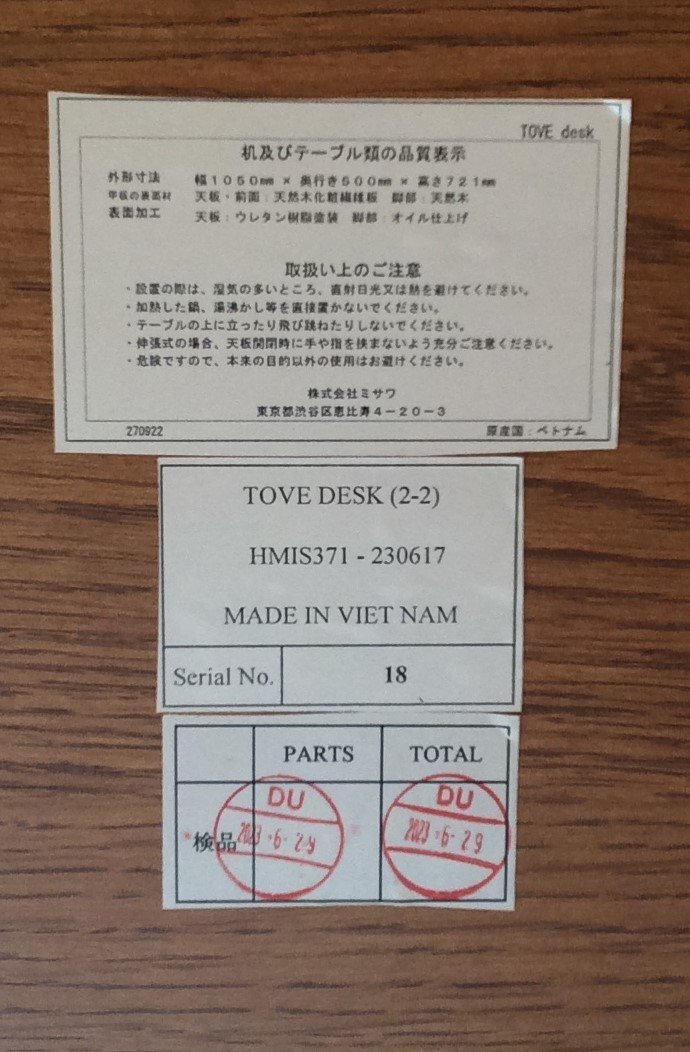 TOVE desk
机及びテーブル類の品質表示
外形寸法 幅1050㎜ × 奥行き500㎜ × 高さ721㎜
甲板の表面材 天板・前面：天然木化粧繊維板 脚部：天然木
表面加工 天板：ウレタン樹脂塗装 脚部：オイル仕上げ
取扱い上のご注意
・設置の際は、湿気の多いところ、直射日光又は熱を避けてください。
・加熱した鍋、湯沸かし等を直接置かないでください。
・テーブルの上に立ったり飛び跳ねたりしないでください。
・伸張式の場合、天板開閉時に手や指を挟まないよう充分ご注意ください。
・危険ですので、本来の目的以外の使用はお避けください。
株式会社ミサワ
東京都渋谷区恵比寿4－20－3
270922 原産国：ベトナム
TOVE DESK (2-2)
HMIS371 - 230617
MADE IN VIET NAM
Serial No. 18
PARTS TOTAL
検品
DU
2023.-6.-29
DU
2023.-6.-29